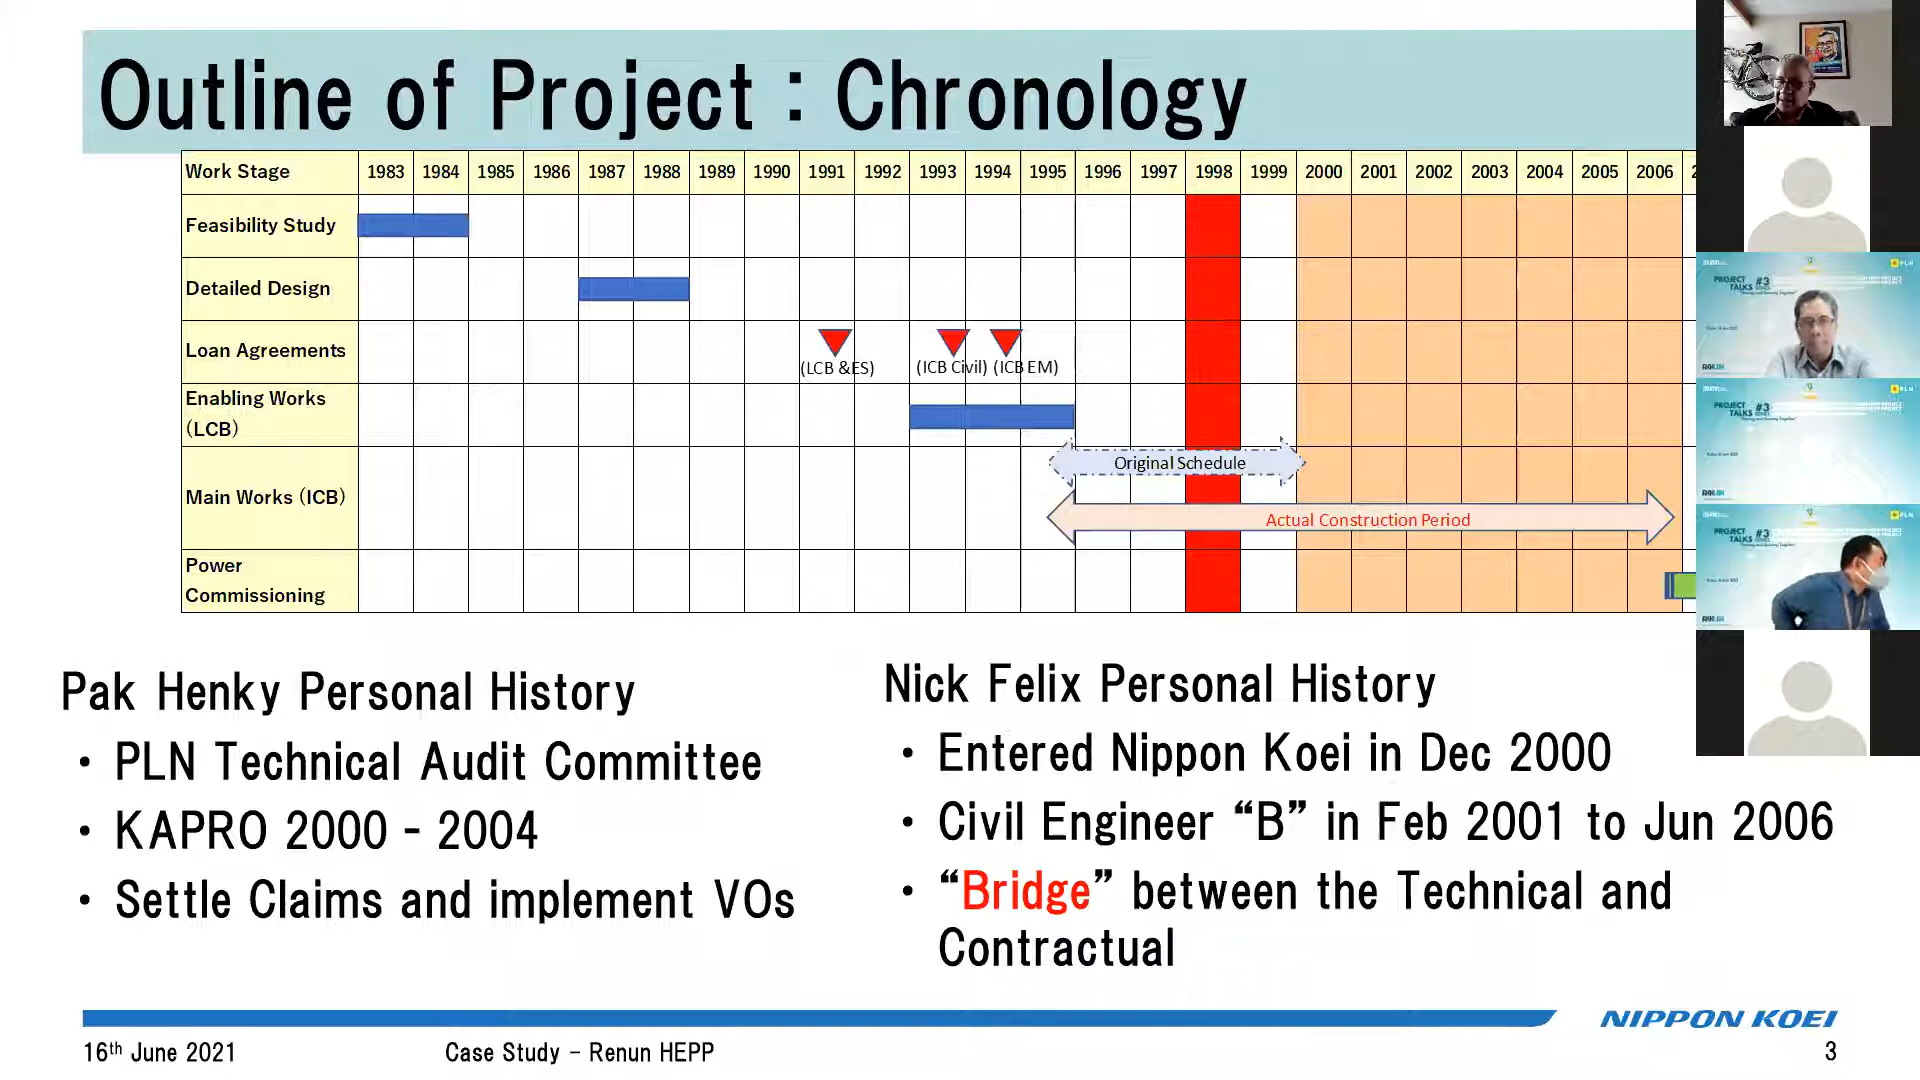 Outline of Project：Chronology
Work Stage 1983 1984 1985 1986 1987 1988 1989 1990 1991 1992 1993 1994 1995 1996 1997 1998 1999 2000 2001 2002 2003 2004 2005 2006
Feasibility Study
Detailed Design
Loan Agreements
(LCB &ES) (ICB Civil) (ICB EM)
Enabling Works
(LCB)
Original Schedule
Main Works (ICB)
Actual Construction Period
Power
Commissioning
Pak Henky Personal History
・ PLN Technical Audit Committee
・ KAPRO 2000 - 2004
・ Settle Claims and implement VOs
Nick Felix Personal History
・ Entered Nippon Koei in Dec 2000
・ Civil Engineer “B” in Feb 2001 to Jun 2006
・ “Bridge” between the Technical and
Contractual
NIPPON KOEI
16th June 2021
Case Study - Renun HEPP
3
PROJECT
TALKS #3
PLN
PROJECT
TALKS #3
PLN
PROJECT
TALKS #3
PLN